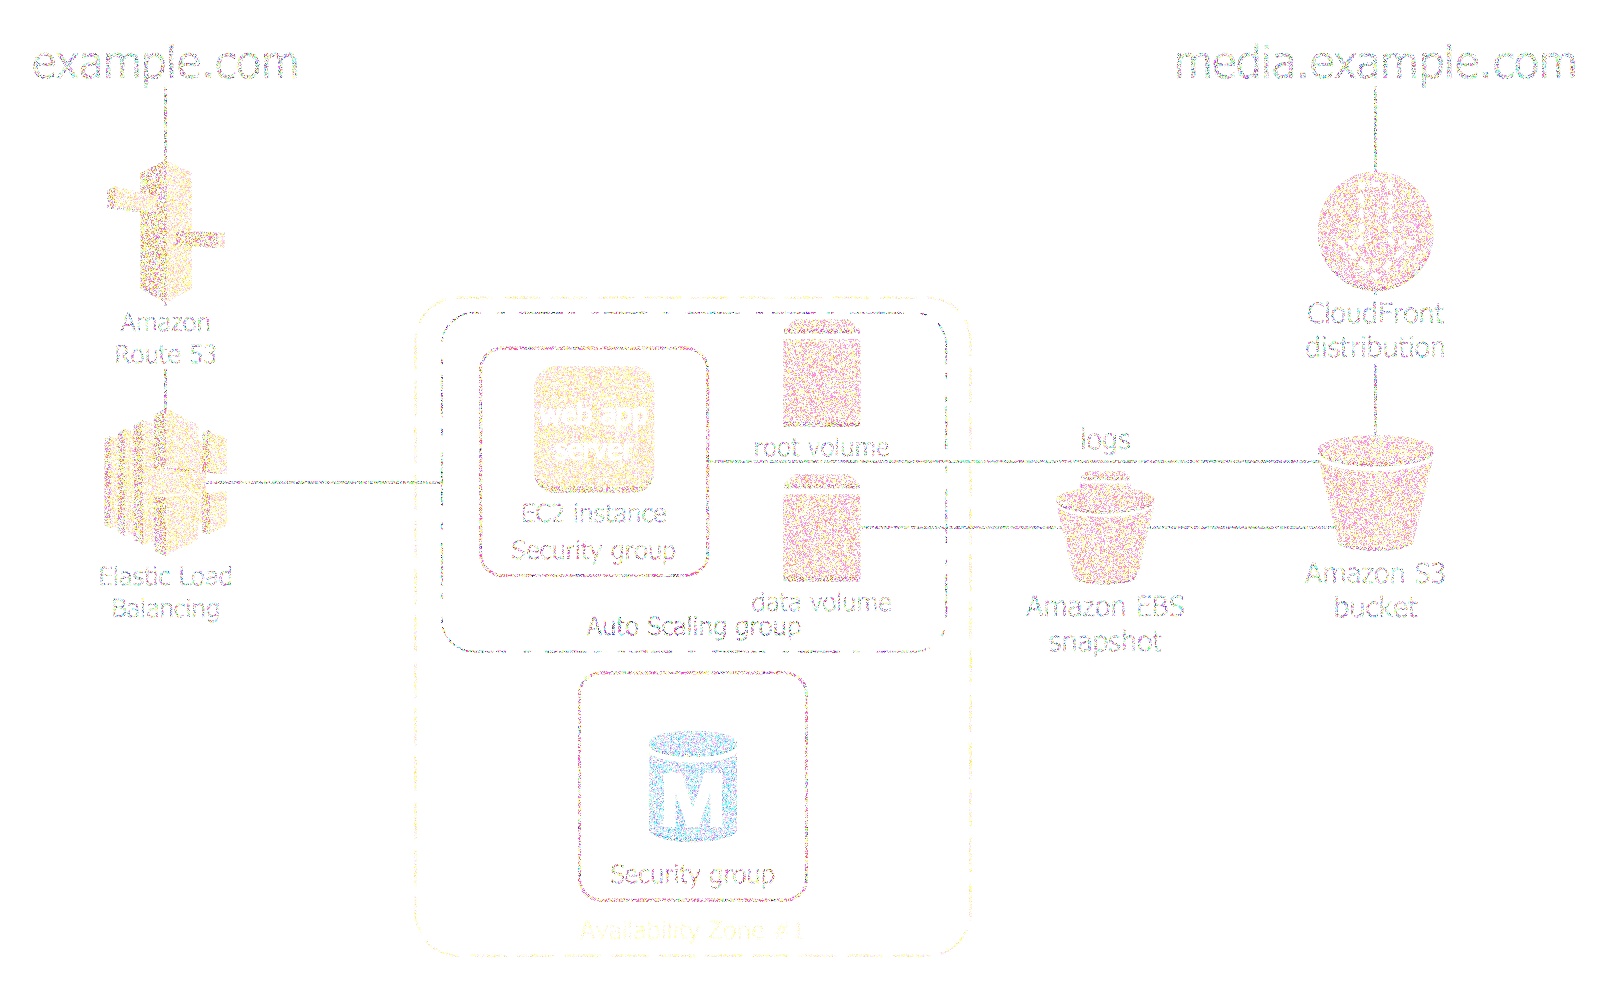 example.com
media.example.com
Amazon
Route 53
CloudFront
distribution
web app
server
root volume
logs
EC2 instance
Security group
Elastic Load
Balancing
data volume
Auto Scaling group
Amazon EBS
snapshot
Amazon S3
bucket
M
Security group
Availability Zone #1